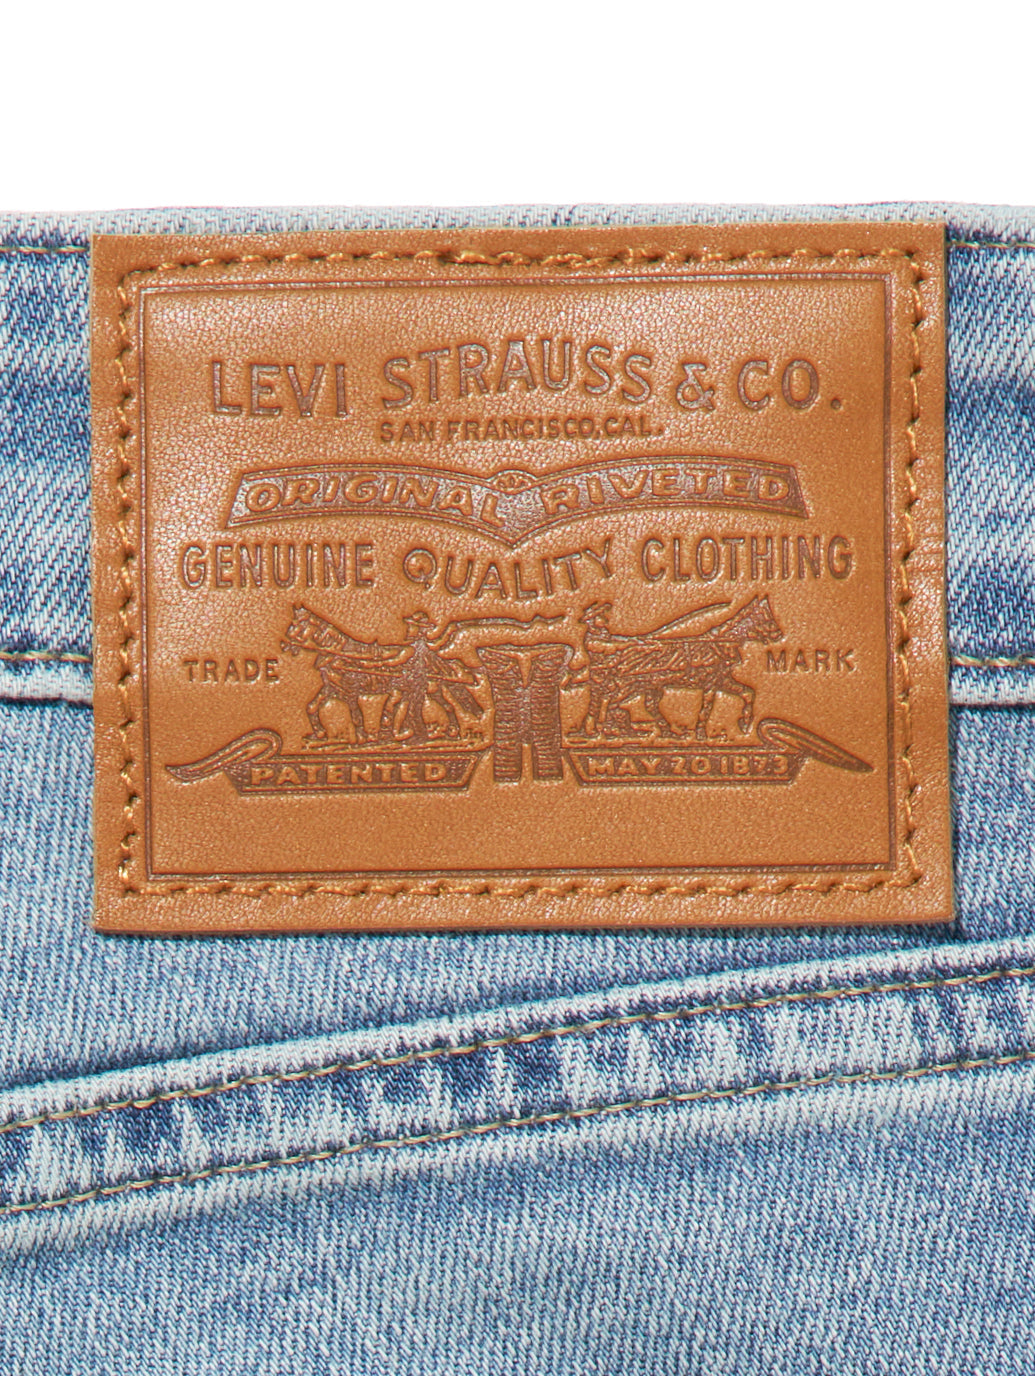 LEVI STRAUSS & CO.
SAN FRANCISCO, CAL.
ORIGINAL RIVETED
GENUINE QUALITY CLOTHING
TRADE MARK
PATENTED MAY 20 1873